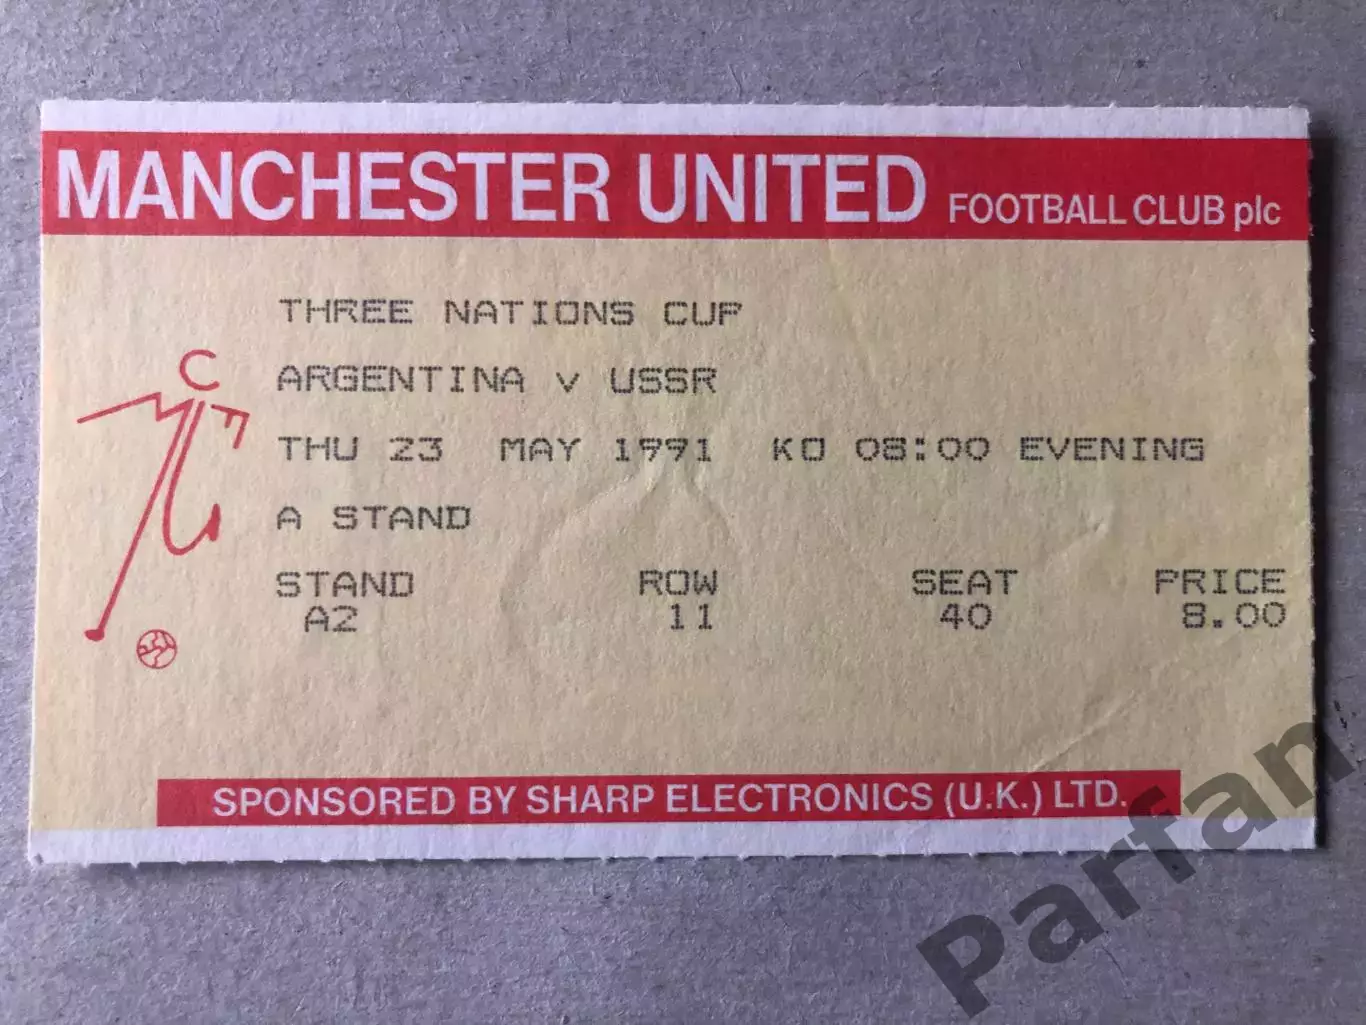 MANCHESTER UNITED FOOTBALL CLUB plc
THREE NATIONS CUP
ARGENTINA v USSR
THU 23 MAY 1991 KO 08:00 EVENING
A STAND
STAND ROW SEAT PRICE
A2 11 40 8.00
SPONSORED BY SHARP ELECTRONICS (U.K.) LTD.
Parfan